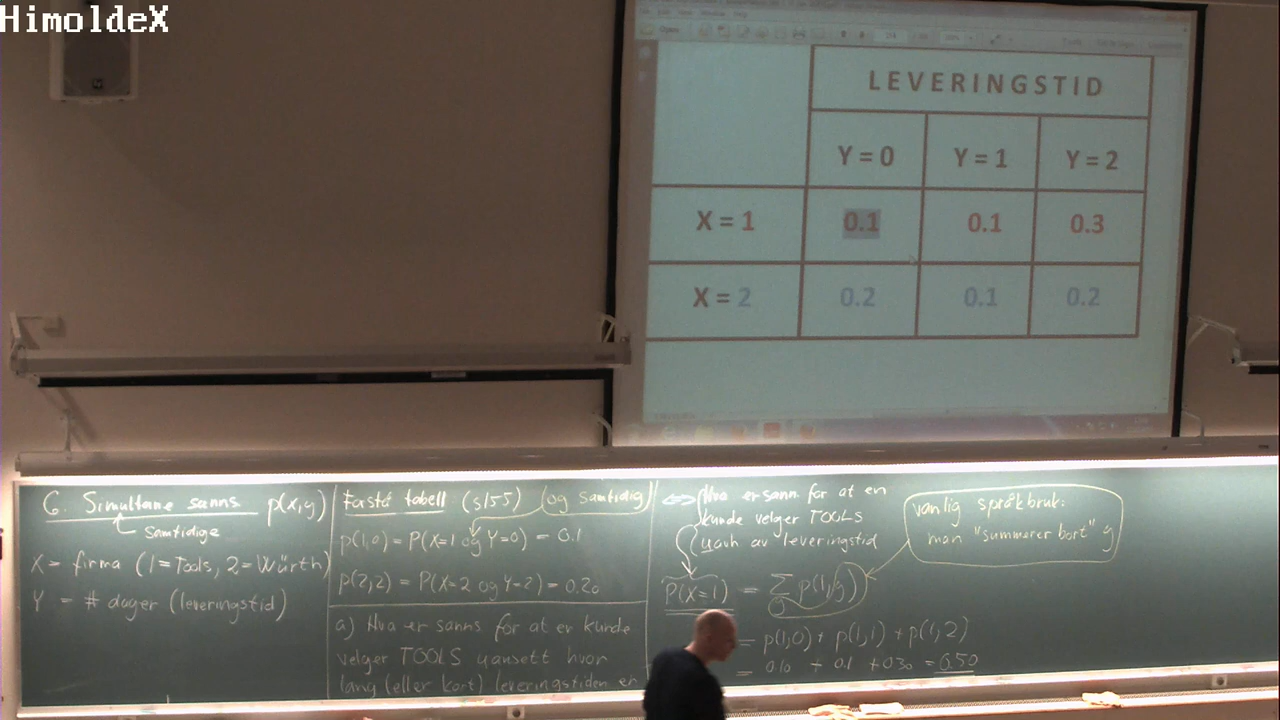 HimoldeX
LEVERINGSTID
Y = 0 Y = 1 Y = 2
X = 1 0.1 0.1 0.3
X = 2 0.2 0.1 0.2
6. Simultane sanns p(x,y)
samtidige
X = firma (1=Tools, 2=Würth)
Y = # dager (leveringstid)
Forstå tabell (s155) (og samtidig)
p(1,0) = P(X=1 og Y=0) = 0.1
p(2,2) = P(X=2 og Y=2) = 0.20
a) Hva er sanns for at en kunde
velger TOOLS uansett hvor
lang (eller kort) leveringstiden er
⇔ Hva er sann for at en
kunde velger TOOLS
uavh av leveringstid
P(X=1) = ∑ p(1,y)
y
= p(1,0) + p(1,1) + p(1,2)
= 0.10 + 0.1 + 0.30 = 0.50
vanlig språkbruk:
man "summerer bort" y